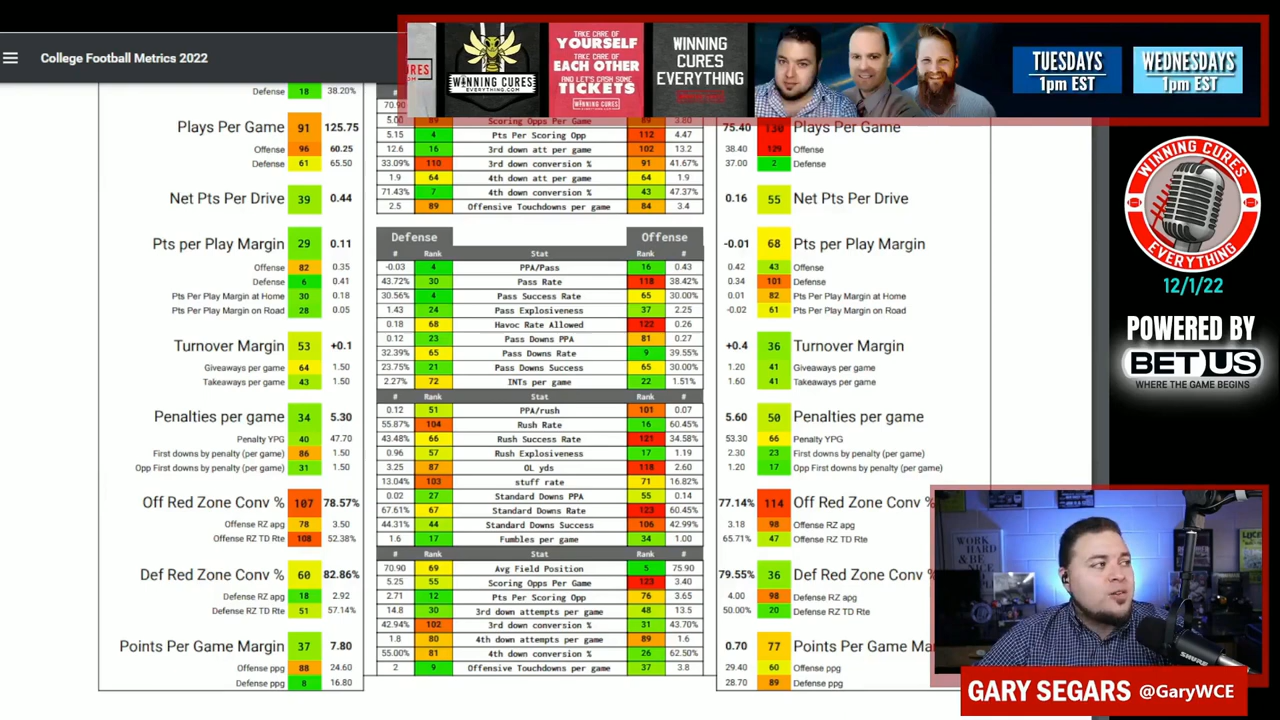 College Football Metrics 2022
WINNING CURES
EVERYTHING.COM
TAKE CARE OF
YOURSELF
TAKE CARE OF
EACH OTHER
AND LET'S CASH SOME
TICKETS
WINNING
CURES
EVERYTHING
TUESDAYS
1pm EST
WEDNESDAYS
1pm EST
WINNING CURES
EVERYTHING
12/1/22
POWERED BY
BETUS
WHERE THE GAME BEGINS
Defense 18 38.20%
Plays Per Game 91 125.75
Offense 96 60.25
Defense 61 65.50
Net Pts Per Drive 39 0.44
Pts per Play Margin 29 0.11
Offense 82 0.35
Defense 6 0.41
Pts Per Play Margin at Home 30 0.18
Pts Per Play Margin on Road 28 0.05
Turnover Margin 53 +0.1
Giveaways per game 64 1.50
Takeaways per game 43 1.50
Penalties per game 34 5.30
Penalty YPG 40 47.70
First downs by penalty (per game) 86 1.50
Opp First downs by penalty (per game) 31 1.50
Off Red Zone Conv % 107 78.57%
Offense RZ apg 78 3.50
Offense RZ TD Rte 108 52.38%
Def Red Zone Conv % 60 82.86%
Defense RZ apg 18 2.92
Defense RZ TD Rte 51 57.14%
Points Per Game Margin 37 7.80
Offense ppg 88 24.60
Defense ppg 8 16.80
70.90
5.00 89 Scoring Opps Per Game 89 3.80
5.15 4 Pts Per Scoring Opp 112 4.47
12.6 16 3rd down att per game 102 13.2
33.09% 110 3rd down conversion % 91 41.67%
1.9 64 4th down att per game 64 1.9
71.43% 7 4th down conversion % 43 47.37%
2.5 89 Offensive Touchdowns per game 84 3.4
Defense Offense
# Rank Stat Rank #
-0.03 4 PPA/Pass 16 0.43
43.72% 30 Pass Rate 118 38.42%
30.56% 4 Pass Success Rate 65 30.00%
1.43 24 Pass Explosiveness 37 2.25
0.18 68 Havoc Rate Allowed 122 0.26
0.12 23 Pass Downs PPA 81 0.27
32.39% 65 Pass Downs Rate 9 39.55%
23.75% 21 Pass Downs Success 65 30.00%
2.27% 72 INTs per game 22 1.51%
# Rank Stat Rank #
0.12 51 PPA/rush 101 0.07
55.87% 104 Rush Rate 16 60.45%
43.48% 66 Rush Success Rate 121 34.58%
0.96 57 Rush Explosiveness 17 1.19
3.25 87 OL yds 118 2.60
13.04% 103 stuff rate 71 16.82%
0.02 27 Standard Downs PPA 55 0.14
67.61% 67 Standard Downs Rate 123 60.45%
44.31% 44 Standard Downs Success 106 42.99%
1.6 17 Fumbles per game 34 1.00
# Rank Stat Rank #
70.90 69 Avg Field Position 5 75.90
5.25 55 Scoring Opps Per Game 123 3.40
2.71 12 Pts Per Scoring Opp 76 3.65
14.8 30 3rd down attempts per game 48 13.5
42.94% 102 3rd down conversion % 31 43.70%
1.8 80 4th down attempts per game 89 1.6
55.00% 81 4th down conversion % 26 62.50%
2 9 Offensive Touchdowns per game 37 3.8
75.40 130 Plays Per Game
38.40 129 Offense
37.00 2 Defense
0.16 55 Net Pts Per Drive
-0.01 68 Pts per Play Margin
0.42 43 Offense
0.34 101 Defense
0.01 82 Pts Per Play Margin at Home
-0.02 61 Pts Per Play Margin on Road
+0.4 36 Turnover Margin
1.20 41 Giveaways per game
1.60 41 Takeaways per game
5.60 50 Penalties per game
53.30 66 Penalty YPG
2.30 23 First downs by penalty (per game)
1.20 17 Opp First downs by penalty (per game)
77.14% 114 Off Red Zone Conv %
3.18 98 Offense RZ apg
65.71% 47 Offense RZ TD Rte
79.55% 36 Def Red Zone Conv %
4.00 98 Defense RZ apg
50.00% 20 Defense RZ TD Rte
0.70 77 Points Per Game Ma
29.40 60 Offense ppg
28.70 89 Defense ppg
WORK
HARD &
SHURE
GARY SEGARS @GaryWCE